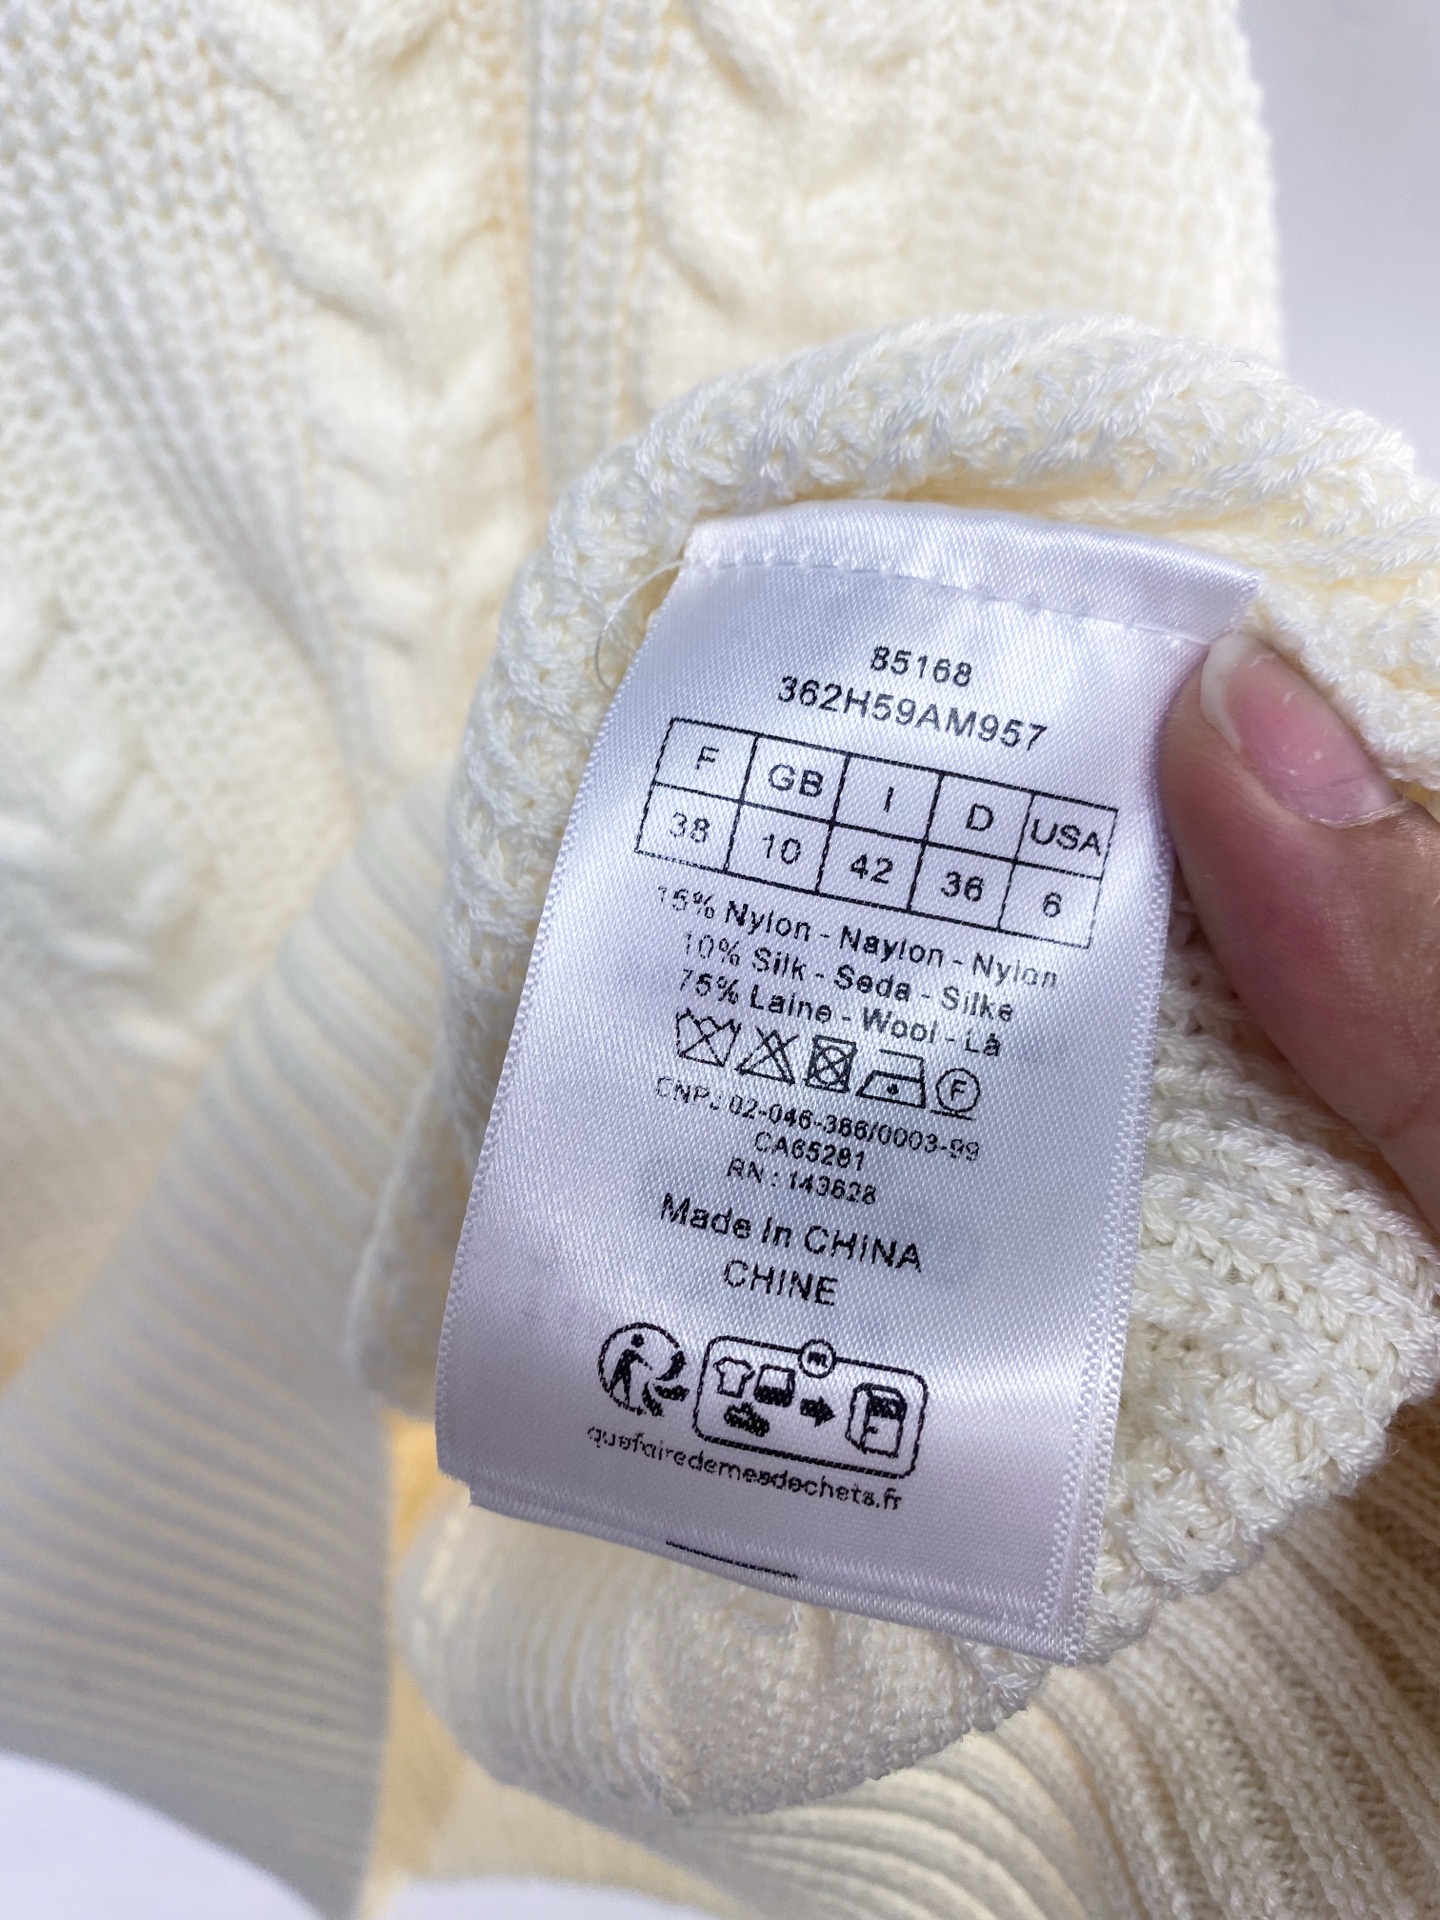 85168
362H59AM957
F GB I D USA
38 10 42 36 6
15% Nylon - Naylon - Nylon
10% Silk - Seda - Silke
75% Laine - Wool - Lã
F
CNPJ 02-046-366/0003-99
CA65281
RN : 143628
Made In CHINA
CHINE
FR
quefairedemesdechets.fr